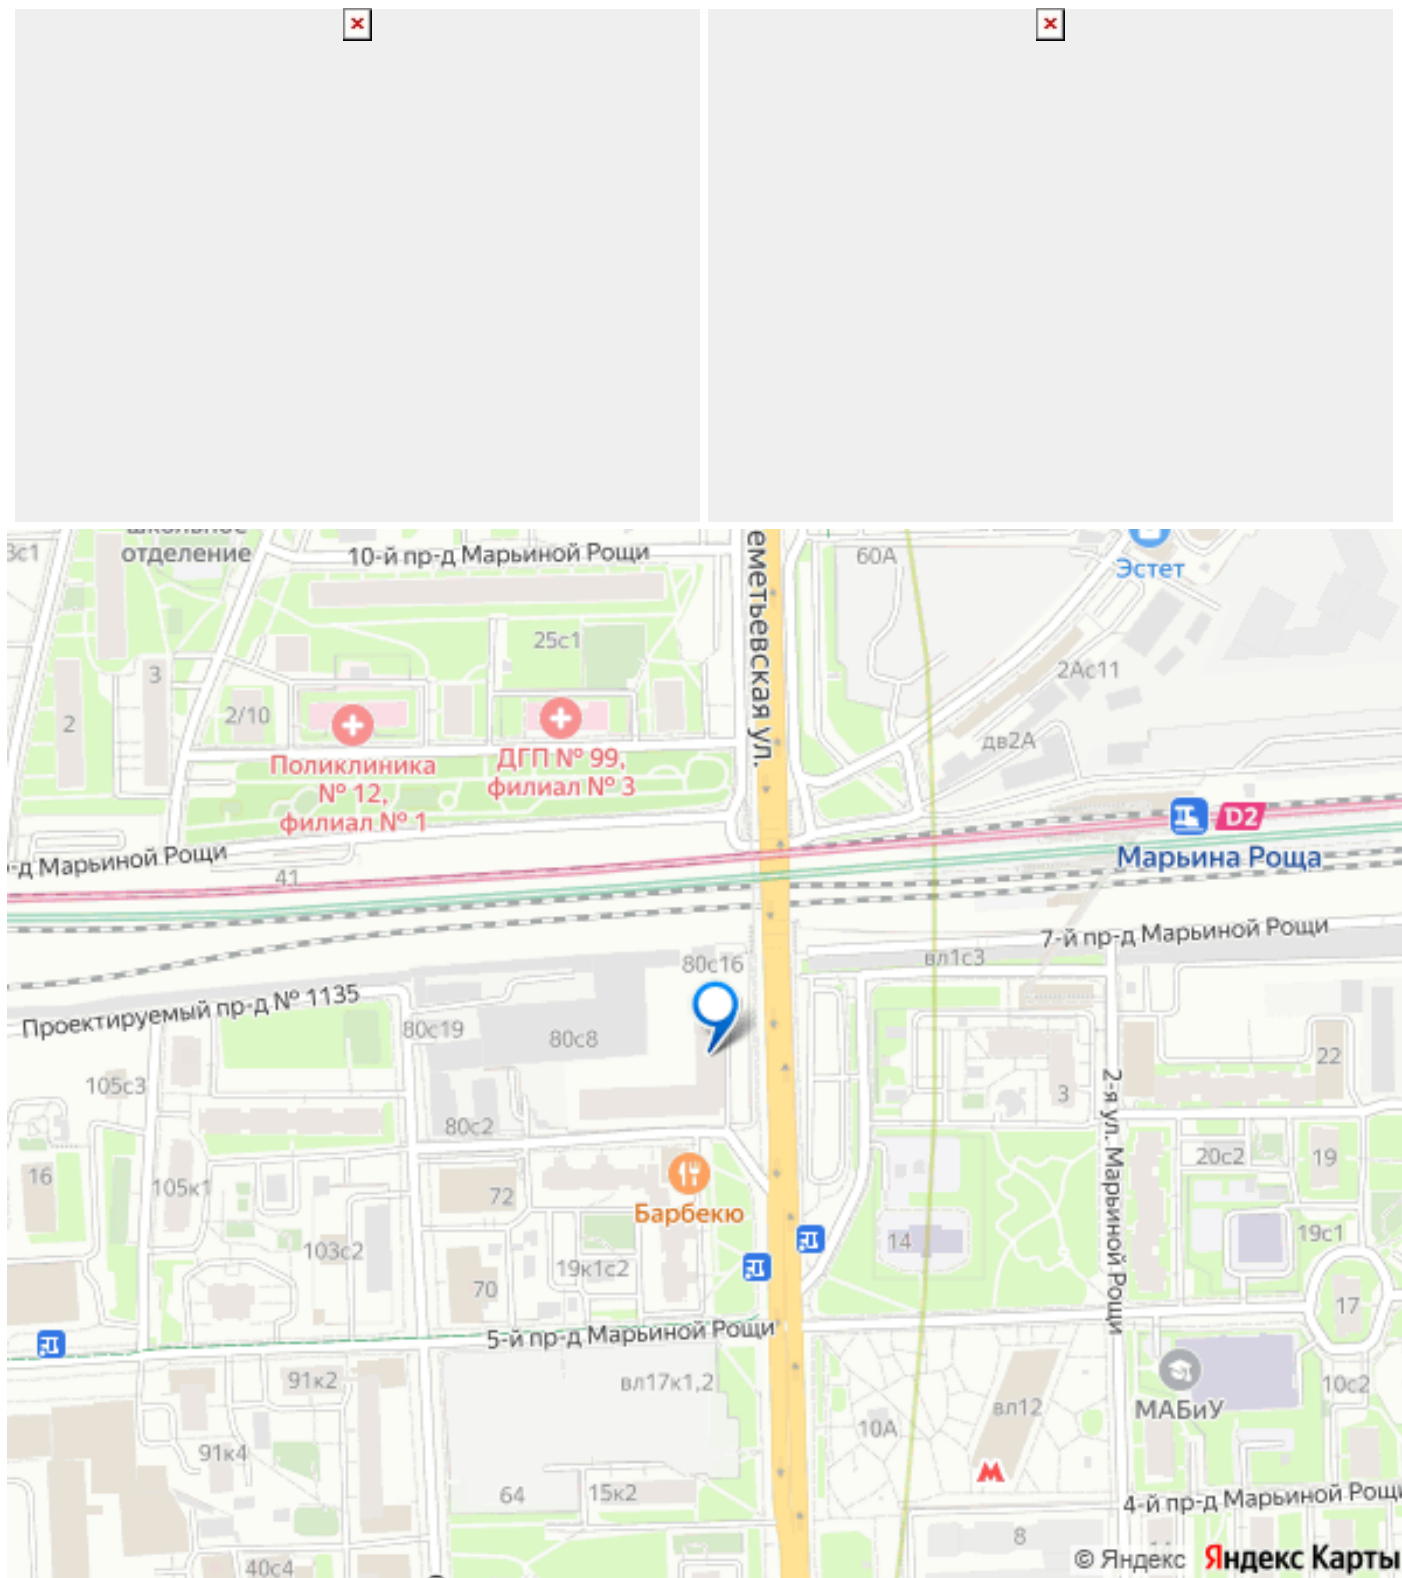 отделение
3с1
10-й пр-д Марьиной Рощи
еметьевская ул.
60А
Эстет
25с1
2Ас11
3
2
2/10
дв2А
Поликлиника
№ 12,
филиал № 1
ДГП № 99,
филиал № 3
D2
Марьина Роща
-д Марьиной Рощи
41
7-й пр-д Марьиной Рощи
вл1с3
80с16
Проектируемый пр-д № 1135
80с19
80с8
22
105с3
3
2-я ул. Марьиной Рощи
80с2
20с2
19
16
105к1
72
Барбекю
19с1
14
103с2
19к1с2
70
17
5-й пр-д Марьиной Рощи
91к2
вл17к1,2
10с2
вл12
МАБиУ
10А
91к4
64
15к2
4-й пр-д Марьиной Рощи
8
40с4
© Яндекс
Яндекс Карты